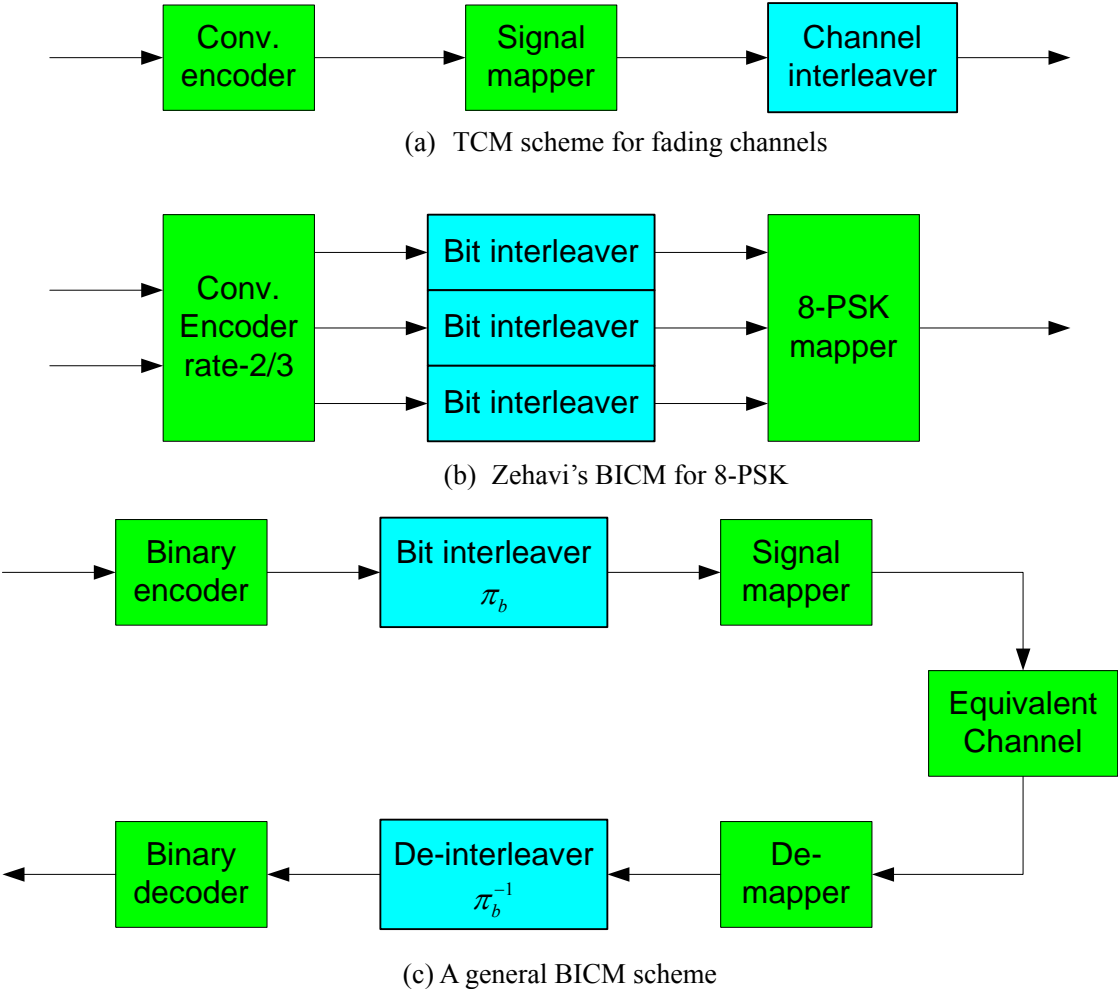 Conv.
encoder
Signal
mapper
Channel
interleaver
(a) TCM scheme for fading channels
Conv.
Encoder
rate-2/3
Bit interleaver
Bit interleaver
Bit interleaver
8-PSK
mapper
(b) Zehavi’s BICM for 8-PSK
Binary
encoder
Bit interleaver
π_b
Signal
mapper
Equivalent
Channel
Binary
decoder
De-interleaver
π_b^{-1}
De-
mapper
(c) A general BICM scheme